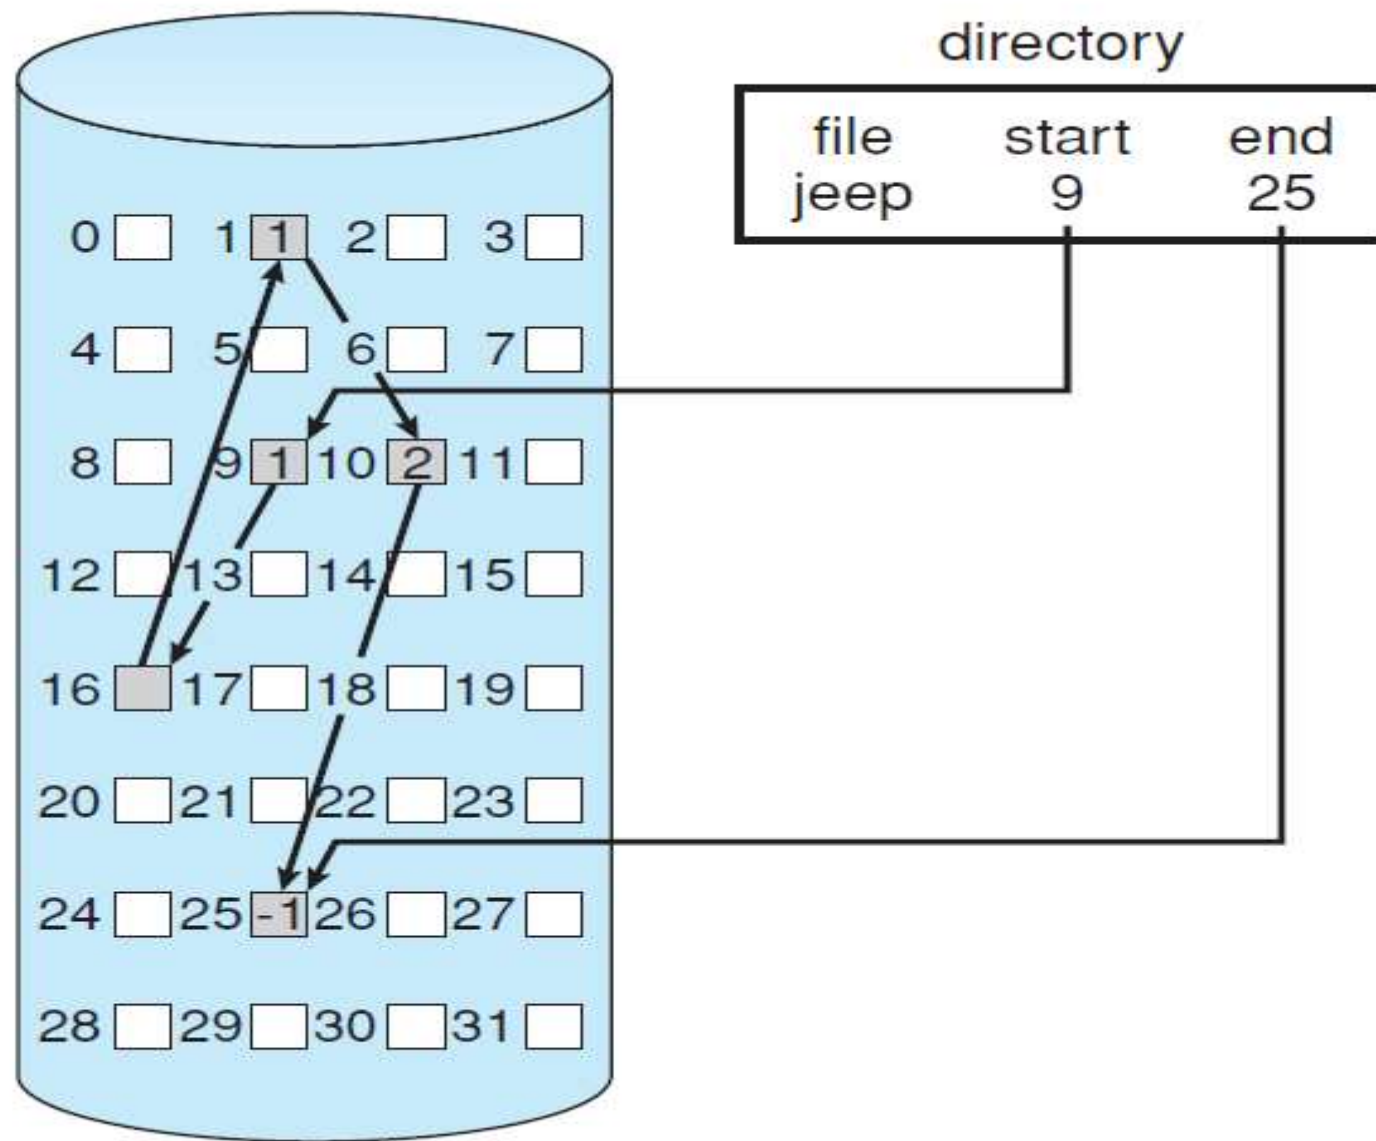 directory
file start end
jeep 9 25
0 1 1 2 3
4 5 6 7
8 9 1 10 2 11
12 13 14 15
16 17 18 19
20 21 22 23
24 25 -1 26 27
28 29 30 31